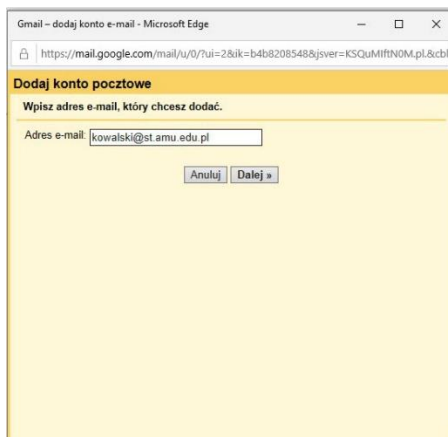 Gmail – dodaj konto e-mail - Microsoft Edge
https://mail.google.com/mail/u/0/?ui=2&ik=b4b8208548&jsver=KSQuMIftN0M.pl.&cbl
Dodaj konto pocztowe
Wpisz adres e-mail, który chcesz dodać.
Adres e-mail: kowalski@st.amu.edu.pl
Anuluj Dalej »